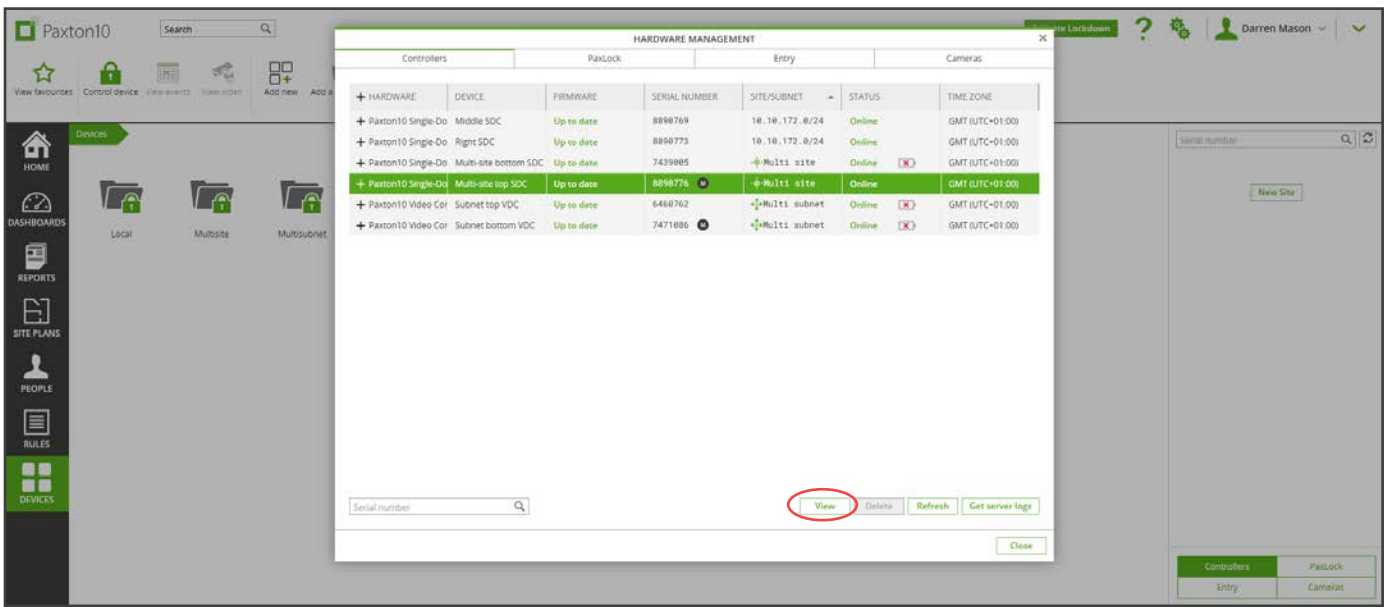 Paxton10
Search
Darren Mason
View favourites
Control device
View events
View video
Add new
HARDWARE MANAGEMENT
Controllers PaxLock Entry Cameras
HARDWARE DEVICE FIRMWARE SERIAL NUMBER SITE/SUBNET STATUS TIME ZONE
Paxton10 Single-Do Middle SDC Up to date 8890769 10.10.172.0/24 Online GMT (UTC+01:00)
Paxton10 Single-Do Right SDC Up to date 8890773 10.10.172.0/24 Online GMT (UTC+01:00)
Paxton10 Single-Do Multi-site bottom SDC Up to date 7439005 Multi site Online GMT (UTC+01:00)
Paxton10 Single-Do Multi-site top SDC Up to date 8890776 M Multi site Online GMT (UTC+01:00)
Paxton10 Video Cor Subnet top VDC Up to date 6460762 Multi subnet Online GMT (UTC+01:00)
Paxton10 Video Cor Subnet bottom VDC Up to date 7471086 M Multi subnet Online GMT (UTC+01:00)
Serial number
View Delete Refresh Get server logs
Close
HOME
DASHBOARDS
REPORTS
SITE PLANS
PEOPLE
RULES
DEVICES
Devices
Local Multisite Multisubnet
Serial number
New Site
Controllers PaxLock
Entry Cameras